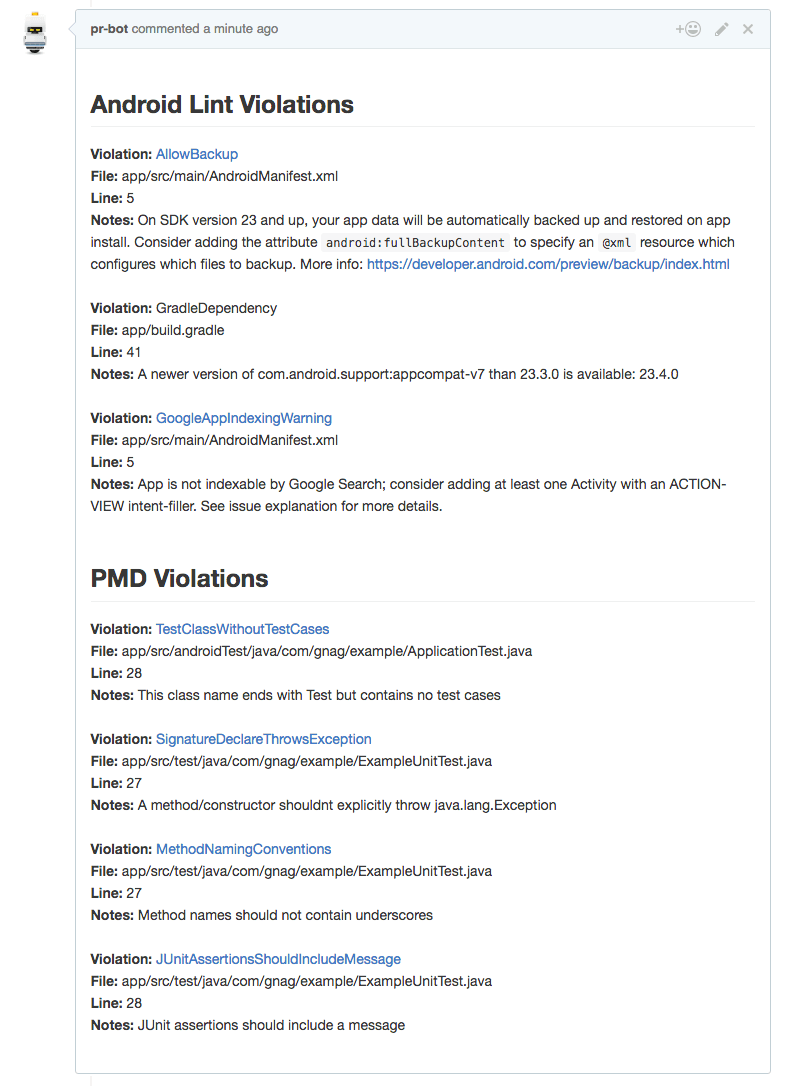 pr-bot commented a minute ago
Android Lint Violations
Violation: AllowBackup
File: app/src/main/AndroidManifest.xml
Line: 5
Notes: On SDK version 23 and up, your app data will be automatically backed up and restored on app
install. Consider adding the attribute android:fullBackupContent to specify an @xml resource which
configures which files to backup. More info: https://developer.android.com/preview/backup/index.html
Violation: GradleDependency
File: app/build.gradle
Line: 41
Notes: A newer version of com.android.support:appcompat-v7 than 23.3.0 is available: 23.4.0
Violation: GoogleAppIndexingWarning
File: app/src/main/AndroidManifest.xml
Line: 5
Notes: App is not indexable by Google Search; consider adding at least one Activity with an ACTION-
VIEW intent-filler. See issue explanation for more details.
PMD Violations
Violation: TestClassWithoutTestCases
File: app/src/androidTest/java/com/gnag/example/ApplicationTest.java
Line: 28
Notes: This class name ends with Test but contains no test cases
Violation: SignatureDeclareThrowsException
File: app/src/test/java/com/gnag/example/ExampleUnitTest.java
Line: 27
Notes: A method/constructor shouldnt explicitly throw java.lang.Exception
Violation: MethodNamingConventions
File: app/src/test/java/com/gnag/example/ExampleUnitTest.java
Line: 27
Notes: Method names should not contain underscores
Violation: JUnitAssertionsShouldIncludeMessage
File: app/src/test/java/com/gnag/example/ExampleUnitTest.java
Line: 28
Notes: JUnit assertions should include a message